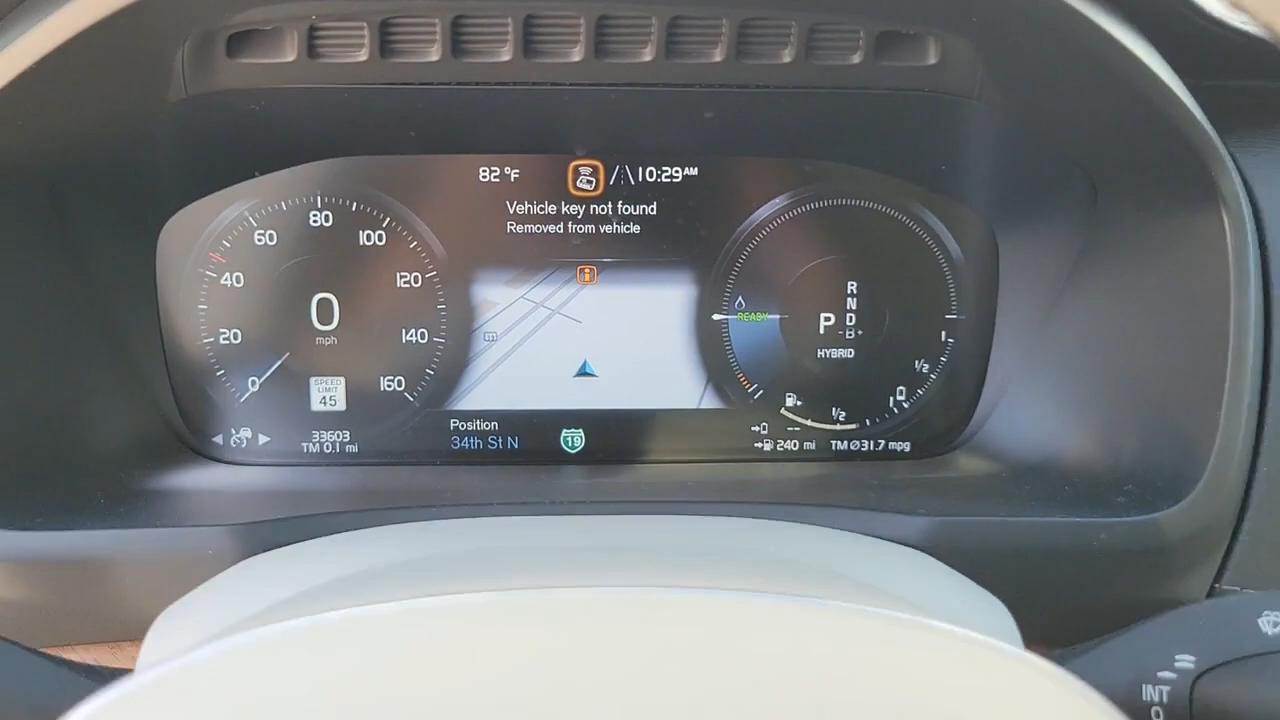 82 °F
10:29AM
Vehicle key not found
Removed from vehicle
0
20
40
60
80
100
120
140
160
0
mph
SPEED
LIMIT
45
33603
TM 0.1 mi
Position
34th St N
19
READY
R
N
D
P
-B+
HYBRID
1
1/2
1/2
--
240 mi
TM Ø31.7 mpg
INT
0